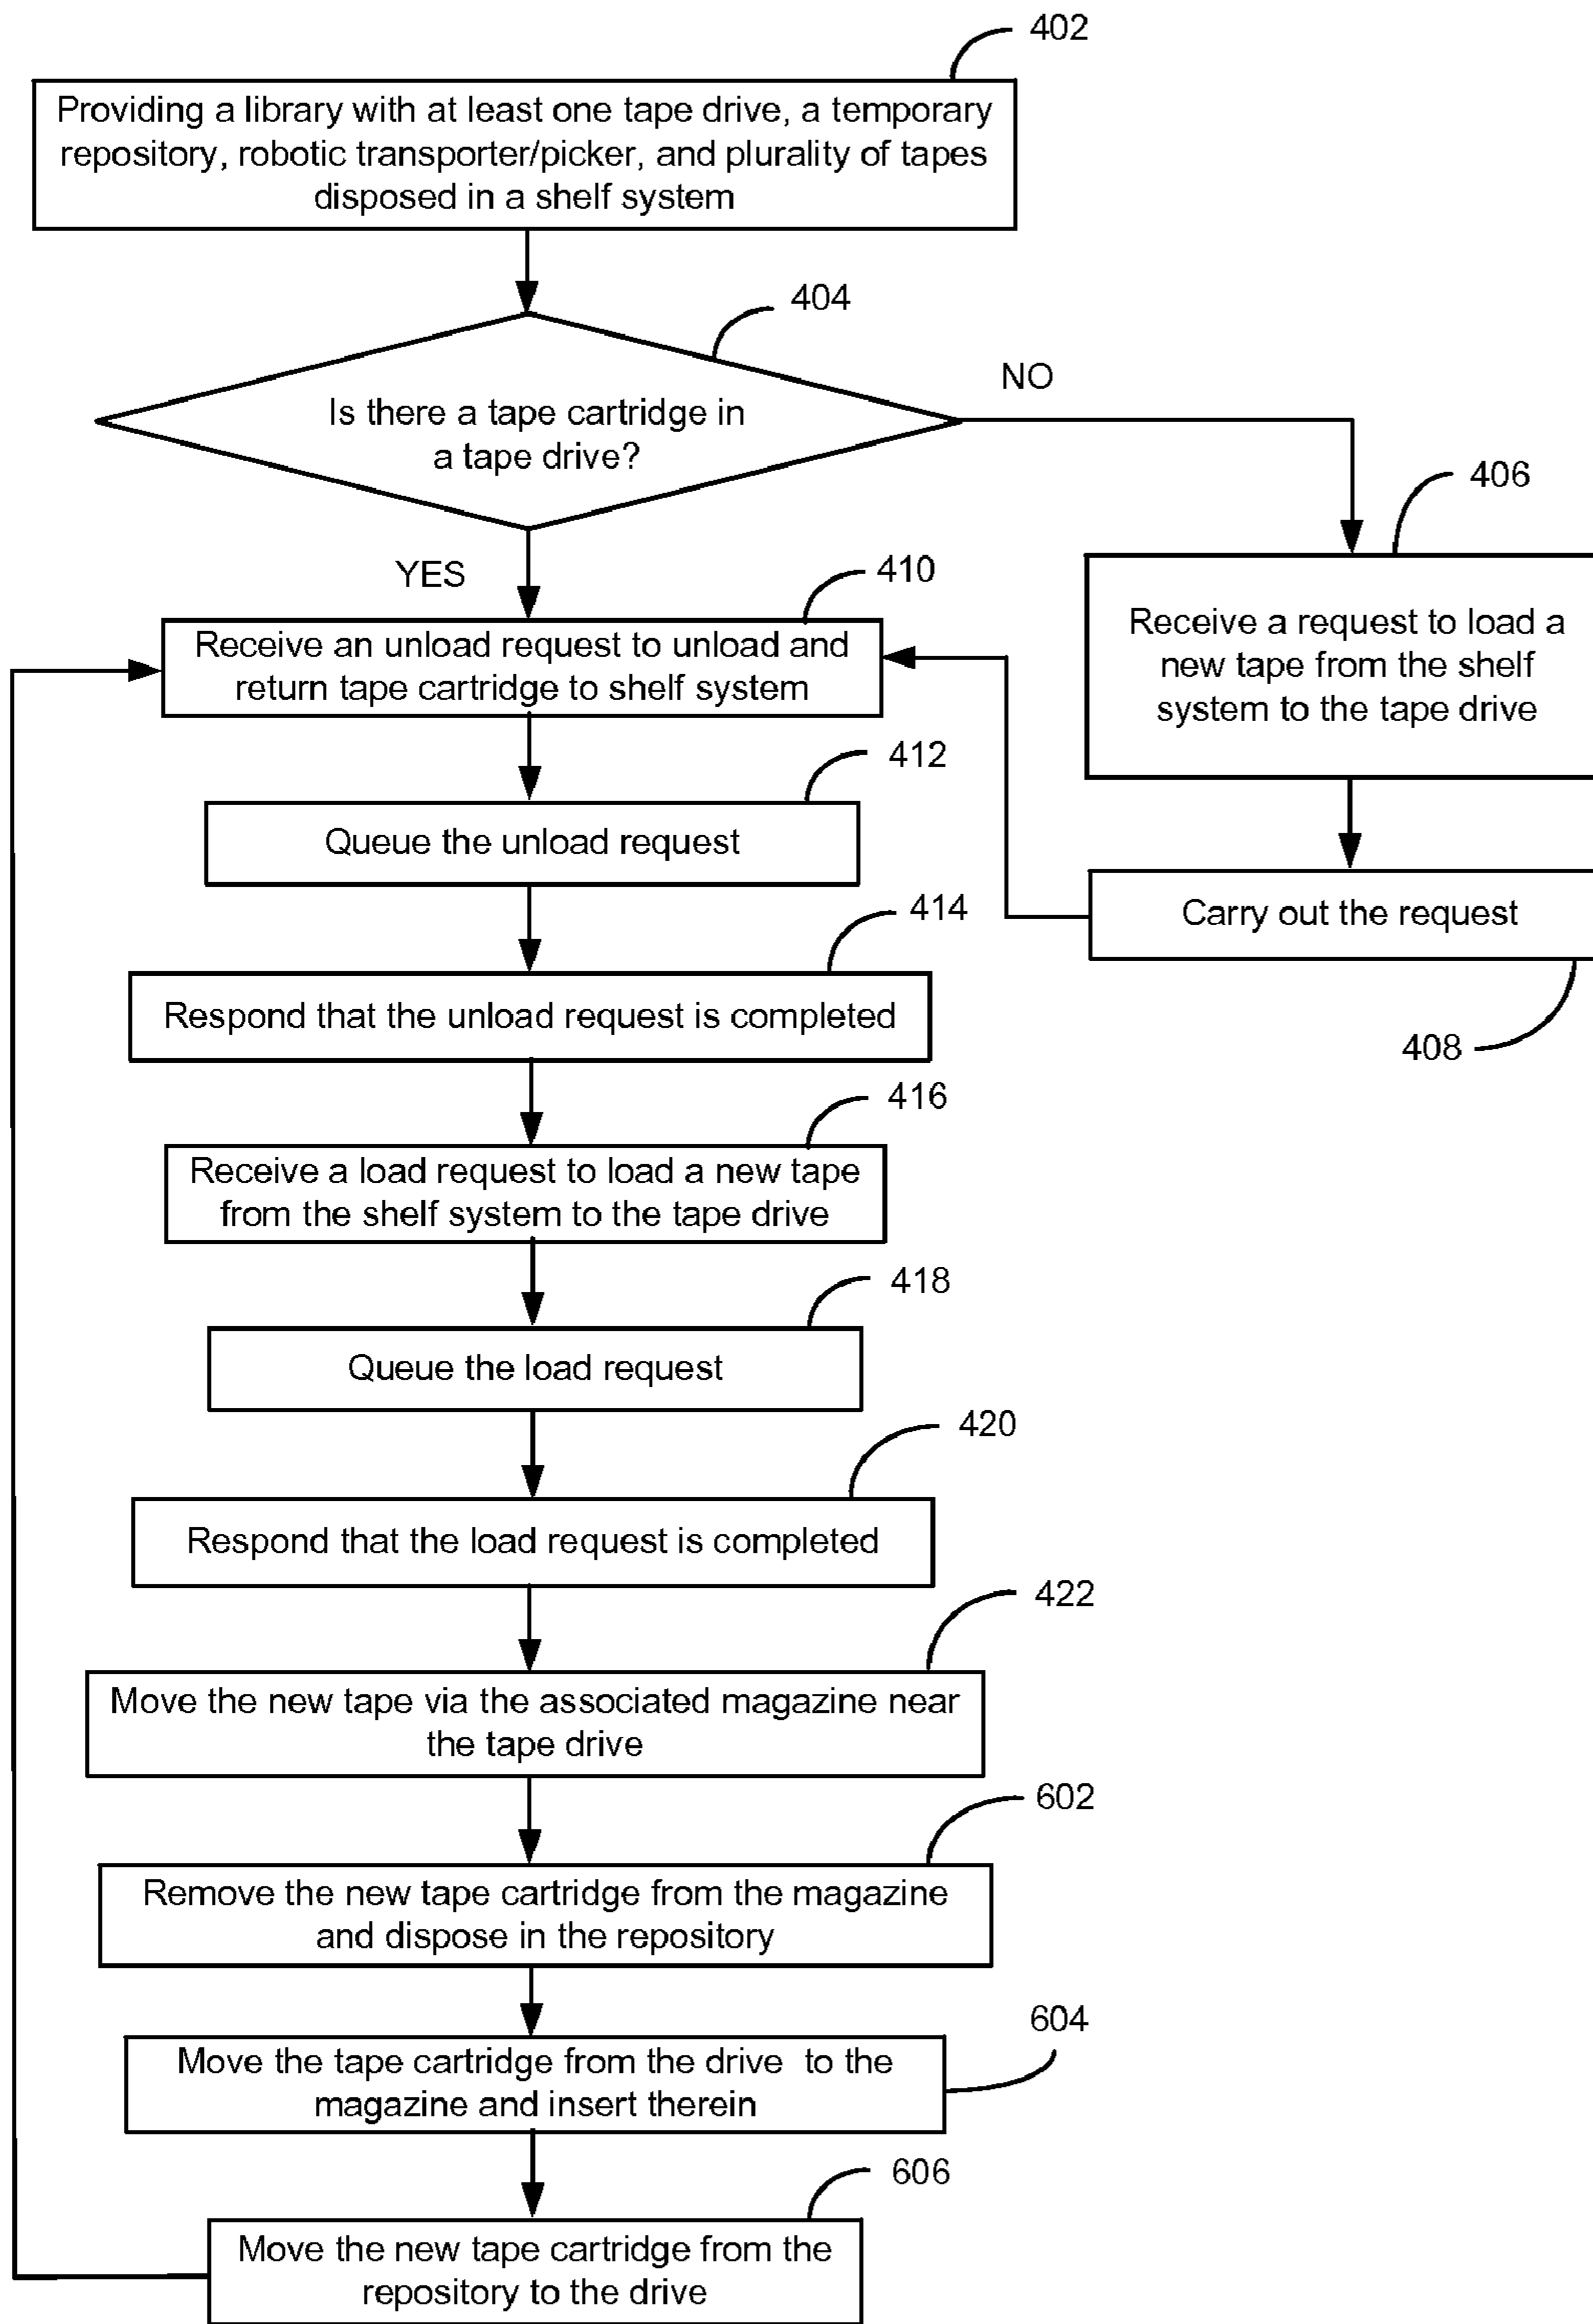 402
Providing a library with at least one tape drive, a temporary
repository, robotic transporter/picker, and plurality of tapes
disposed in a shelf system
404
NO
Is there a tape cartridge in
a tape drive?
406
YES
410
Receive an unload request to unload and
return tape cartridge to shelf system
Receive a request to load a
new tape from the shelf
system to the tape drive
412
Queue the unload request
Carry out the request
408
414
Respond that the unload request is completed
416
Receive a load request to load a new tape
from the shelf system to the tape drive
418
Queue the load request
420
Respond that the load request is completed
422
Move the new tape via the associated magazine near
the tape drive
602
Remove the new tape cartridge from the magazine
and dispose in the repository
604
Move the tape cartridge from the drive to the
magazine and insert therein
606
Move the new tape cartridge from the
repository to the drive